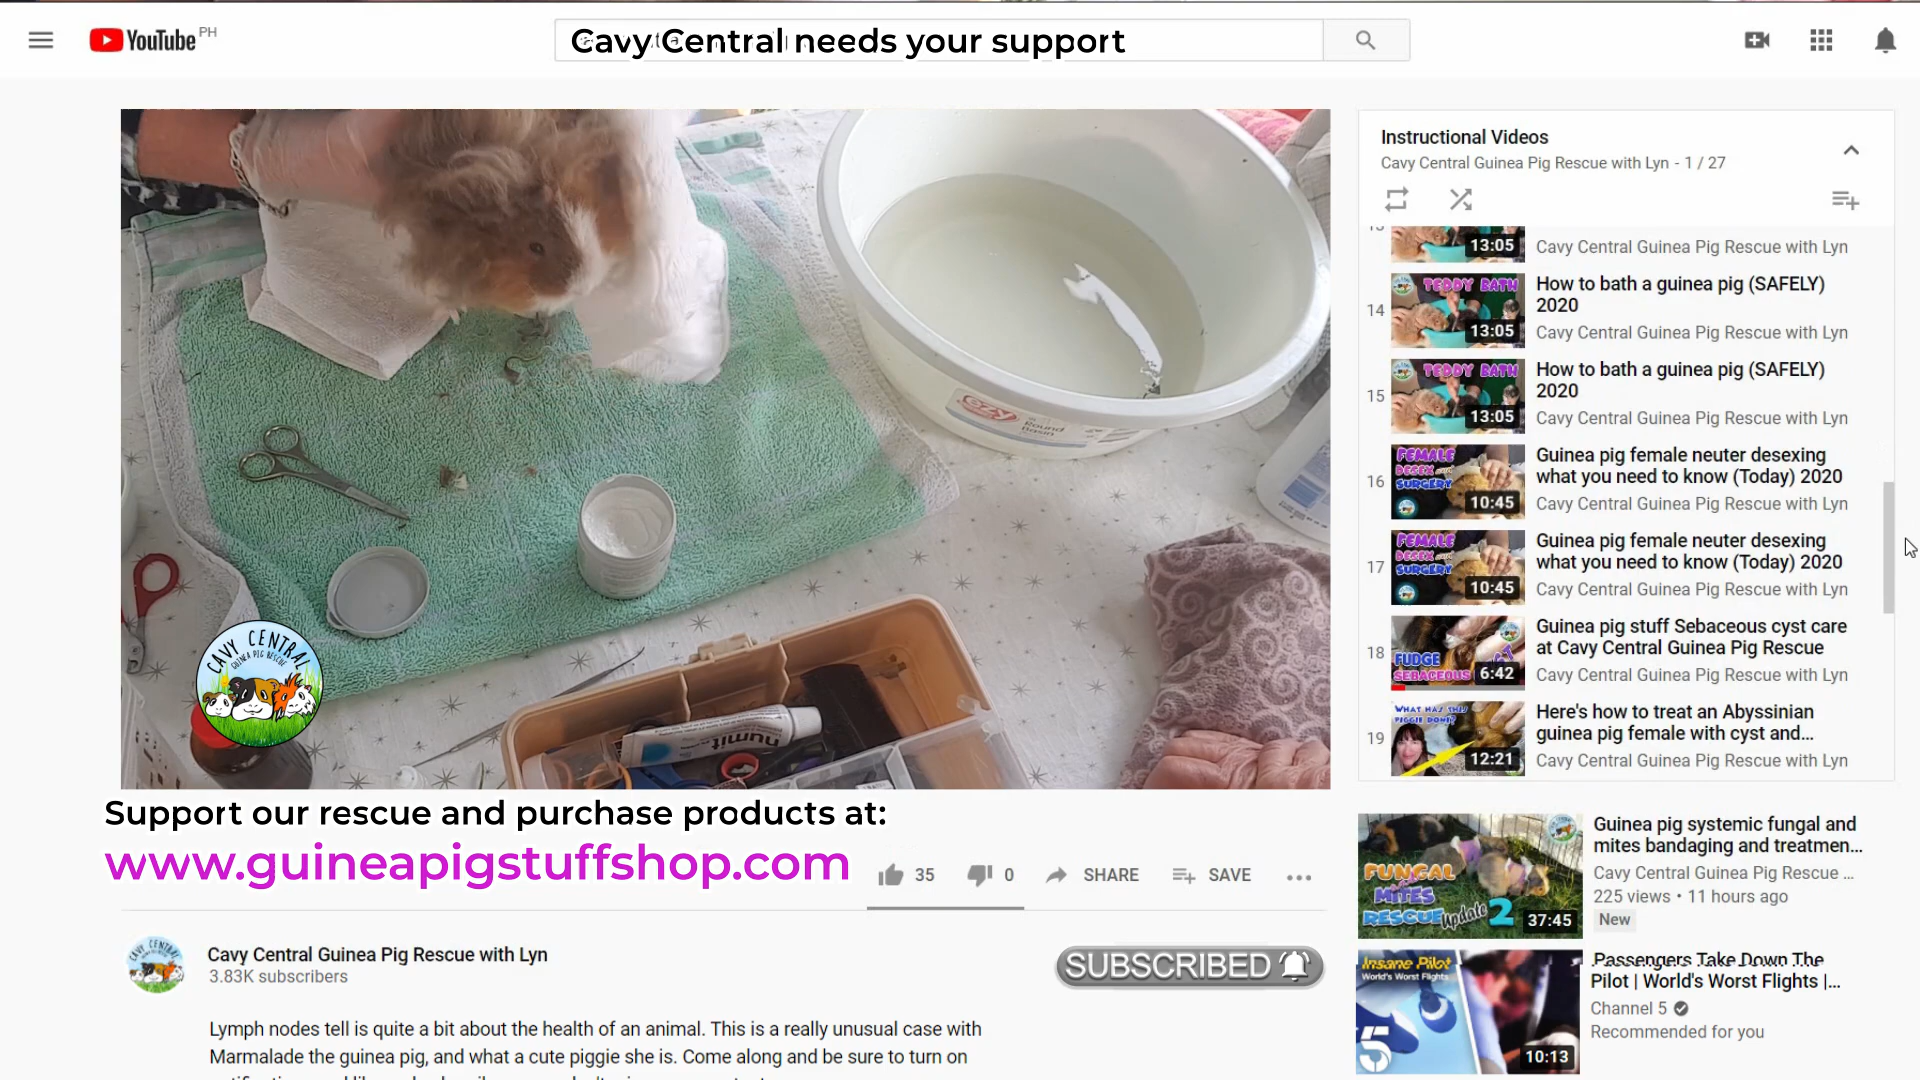 YouTube PH
Cavy Central needs your support
CAVY CENTRAL
GUINEA PIG RESCUE
ezy
Round
Basin
numit
Support our rescue and purchase products at:
www.guineapigstuffshop.com
35
0
SHARE
SAVE
Cavy Central Guinea Pig Rescue with Lyn
3.83K subscribers
SUBSCRIBED
Lymph nodes tell is quite a bit about the health of an animal. This is a really unusual case with
Marmalade the guinea pig, and what a cute piggie she is. Come along and be sure to turn on
Instructional Videos
Cavy Central Guinea Pig Rescue with Lyn - 1 / 27
13:05
Cavy Central Guinea Pig Rescue with Lyn
14
TEDDY BATH
13:05
How to bath a guinea pig (SAFELY)
2020
Cavy Central Guinea Pig Rescue with Lyn
15
TEDDY BATH
13:05
How to bath a guinea pig (SAFELY)
2020
Cavy Central Guinea Pig Rescue with Lyn
16
FEMALE
DESEX and
SURGERY
10:45
Guinea pig female neuter desexing
what you need to know (Today) 2020
Cavy Central Guinea Pig Rescue with Lyn
17
FEMALE
DESEX and
SURGERY
10:45
Guinea pig female neuter desexing
what you need to know (Today) 2020
Cavy Central Guinea Pig Rescue with Lyn
18
FUDGE
SEBACEOUS
6:42
Guinea pig stuff Sebaceous cyst care
at Cavy Central Guinea Pig Rescue
Cavy Central Guinea Pig Rescue with Lyn
19
WHAT HAS THIS
PIGGIE DONE?
12:21
Here's how to treat an Abyssinian
guinea pig female with cyst and...
Cavy Central Guinea Pig Rescue with Lyn
FUNGAL
MITES
RESCUE update 2
37:45
Guinea pig systemic fungal and
mites bandaging and treatmen...
Cavy Central Guinea Pig Rescue ...
225 views • 11 hours ago
New
Insane Pilot
World's Worst Flights
5
10:13
Passengers Take Down The
Pilot | World's Worst Flights |...
Channel 5
Recommended for you